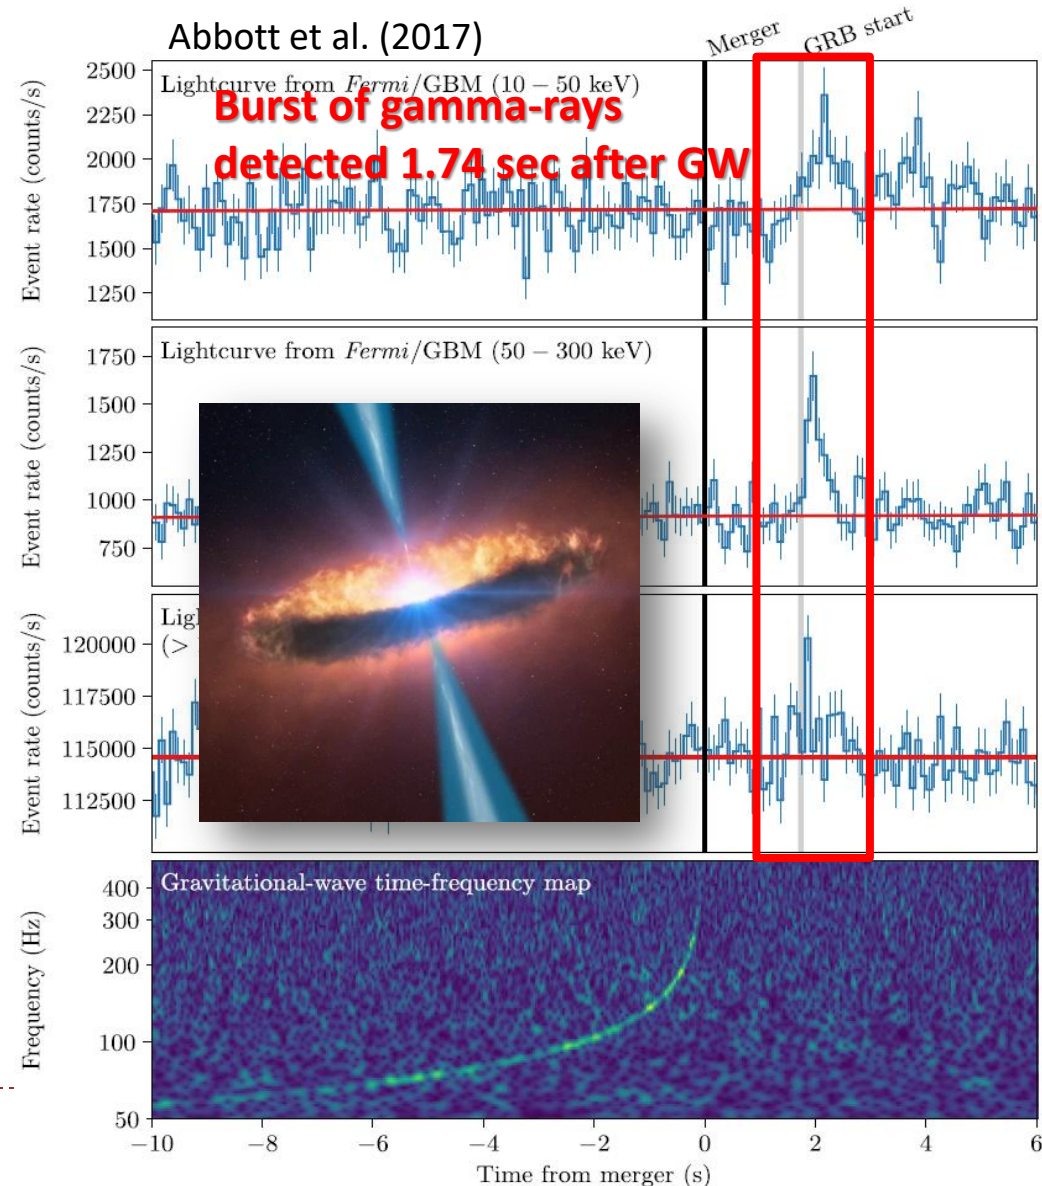 Abbott et al. (2017)
Merger
GRB start
Lightcurve from Fermi/GBM (10 – 50 keV)
Burst of gamma-rays
detected 1.74 sec after GW
Event rate (counts/s)
2500
2250
2000
1750
1500
1250
Lightcurve from Fermi/GBM (50 – 300 keV)
Event rate (counts/s)
1750
1500
1250
1000
750
(>
Event rate (counts/s)
120000
117500
115000
112500
Gravitational-wave time-frequency map
Frequency (Hz)
400
300
200
100
50
−10 −8 −6 −4 −2 0 2 4 6
Time from merger (s)